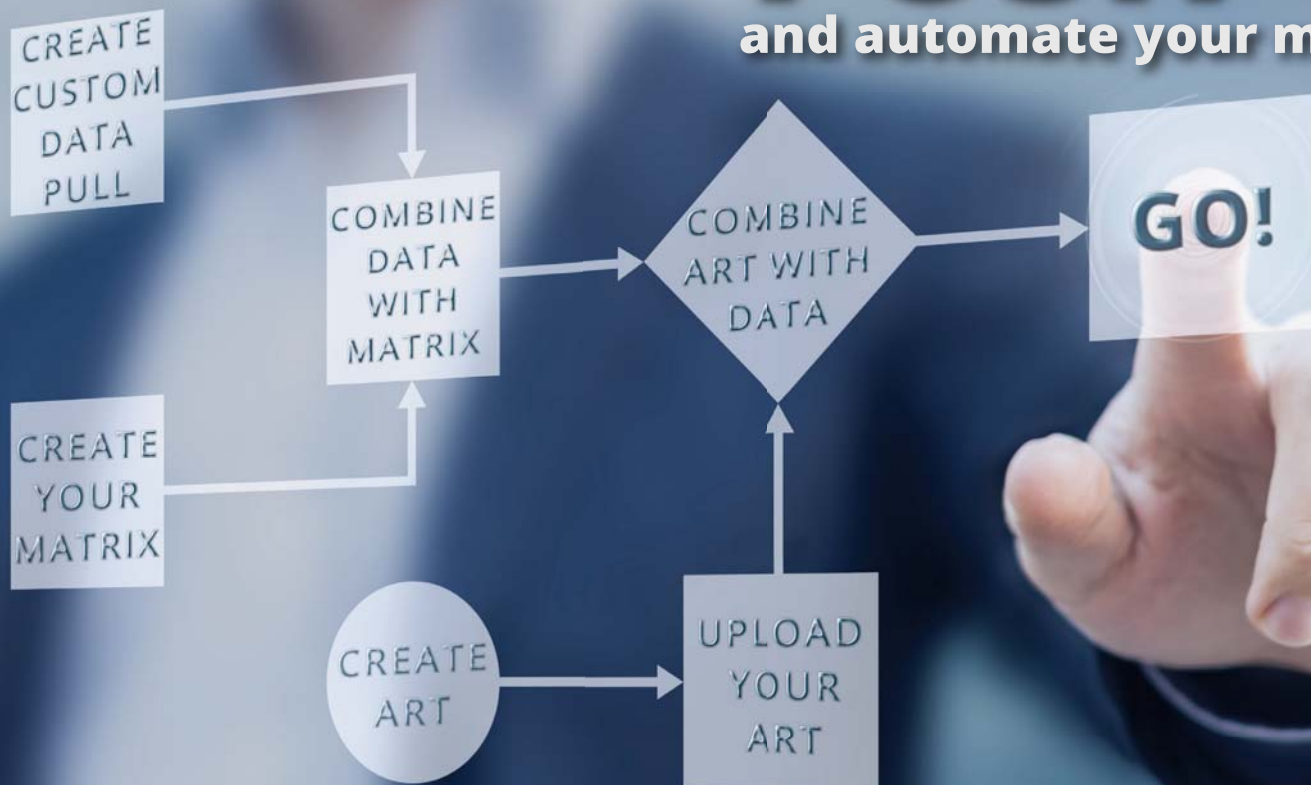 and automate your m
CREATE
CUSTOM
DATA
PULL
COMBINE
DATA
WITH
MATRIX
COMBINE
ART WITH
DATA
GO!
CREATE
YOUR
MATRIX
CREATE
ART
UPLOAD
YOUR
ART